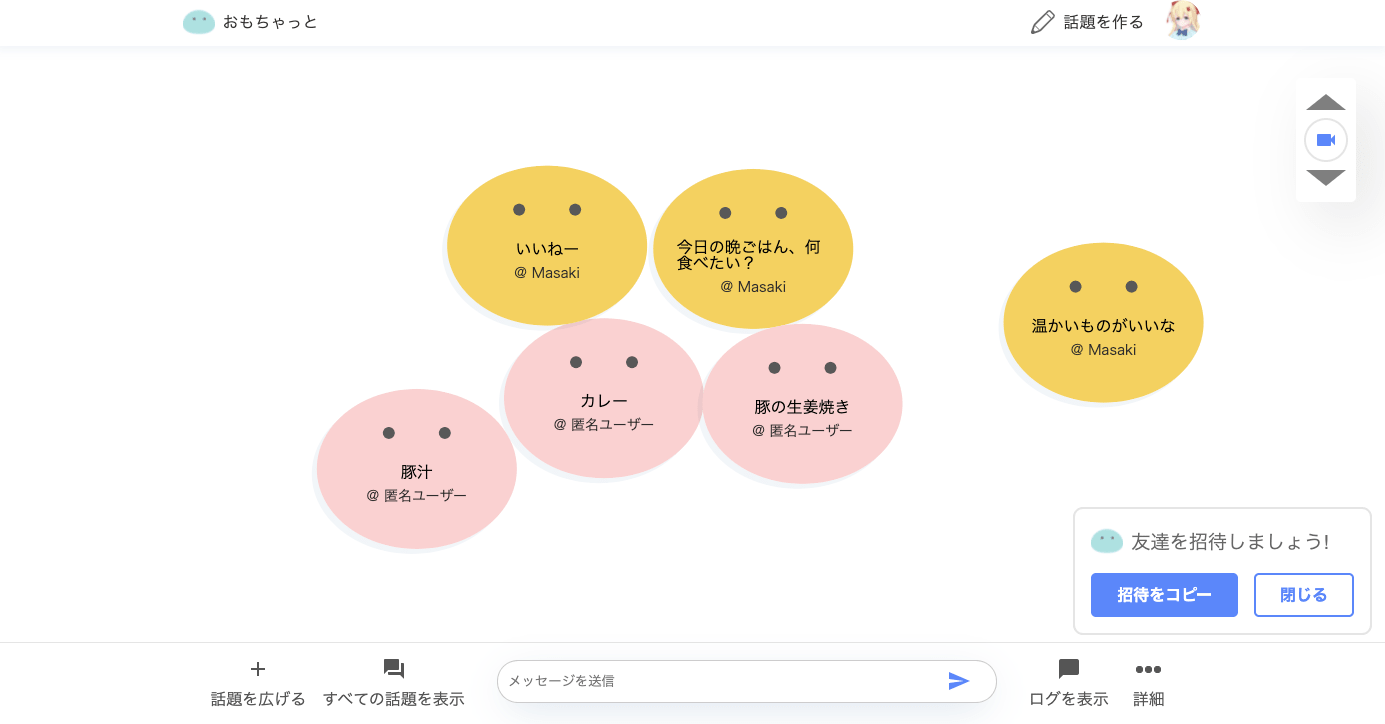 おもちゃっと
話題を作る
いいねー
@ Masaki
今日の晩ごはん、何
食べたい？
@ Masaki
温かいものがいいな
@ Masaki
カレー
@ 匿名ユーザー
豚の生姜焼き
@ 匿名ユーザー
豚汁
@ 匿名ユーザー
友達を招待しましょう!
招待をコピー
閉じる
話題を広げる
すべての話題を表示
メッセージを送信
ログを表示
詳細